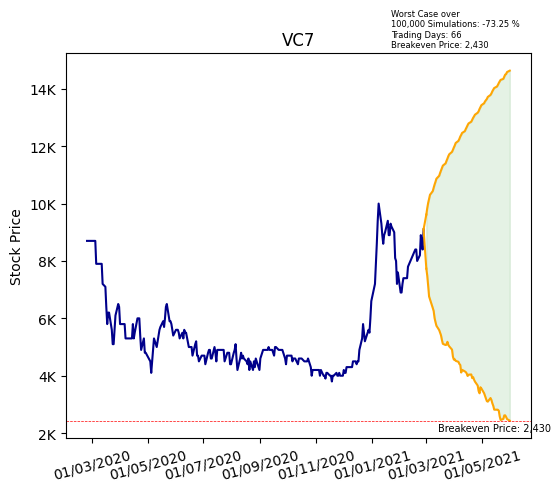 Worst Case over
100,000 Simulations: -73.25 %
Trading Days: 66
Breakeven Price: 2,430
VC7
Stock Price
14K
12K
10K
8K
6K
4K
2K
Breakeven Price: 2,430
01/03/2020
01/05/2020
01/07/2020
01/09/2020
01/11/2020
01/01/2021
01/03/2021
01/05/2021